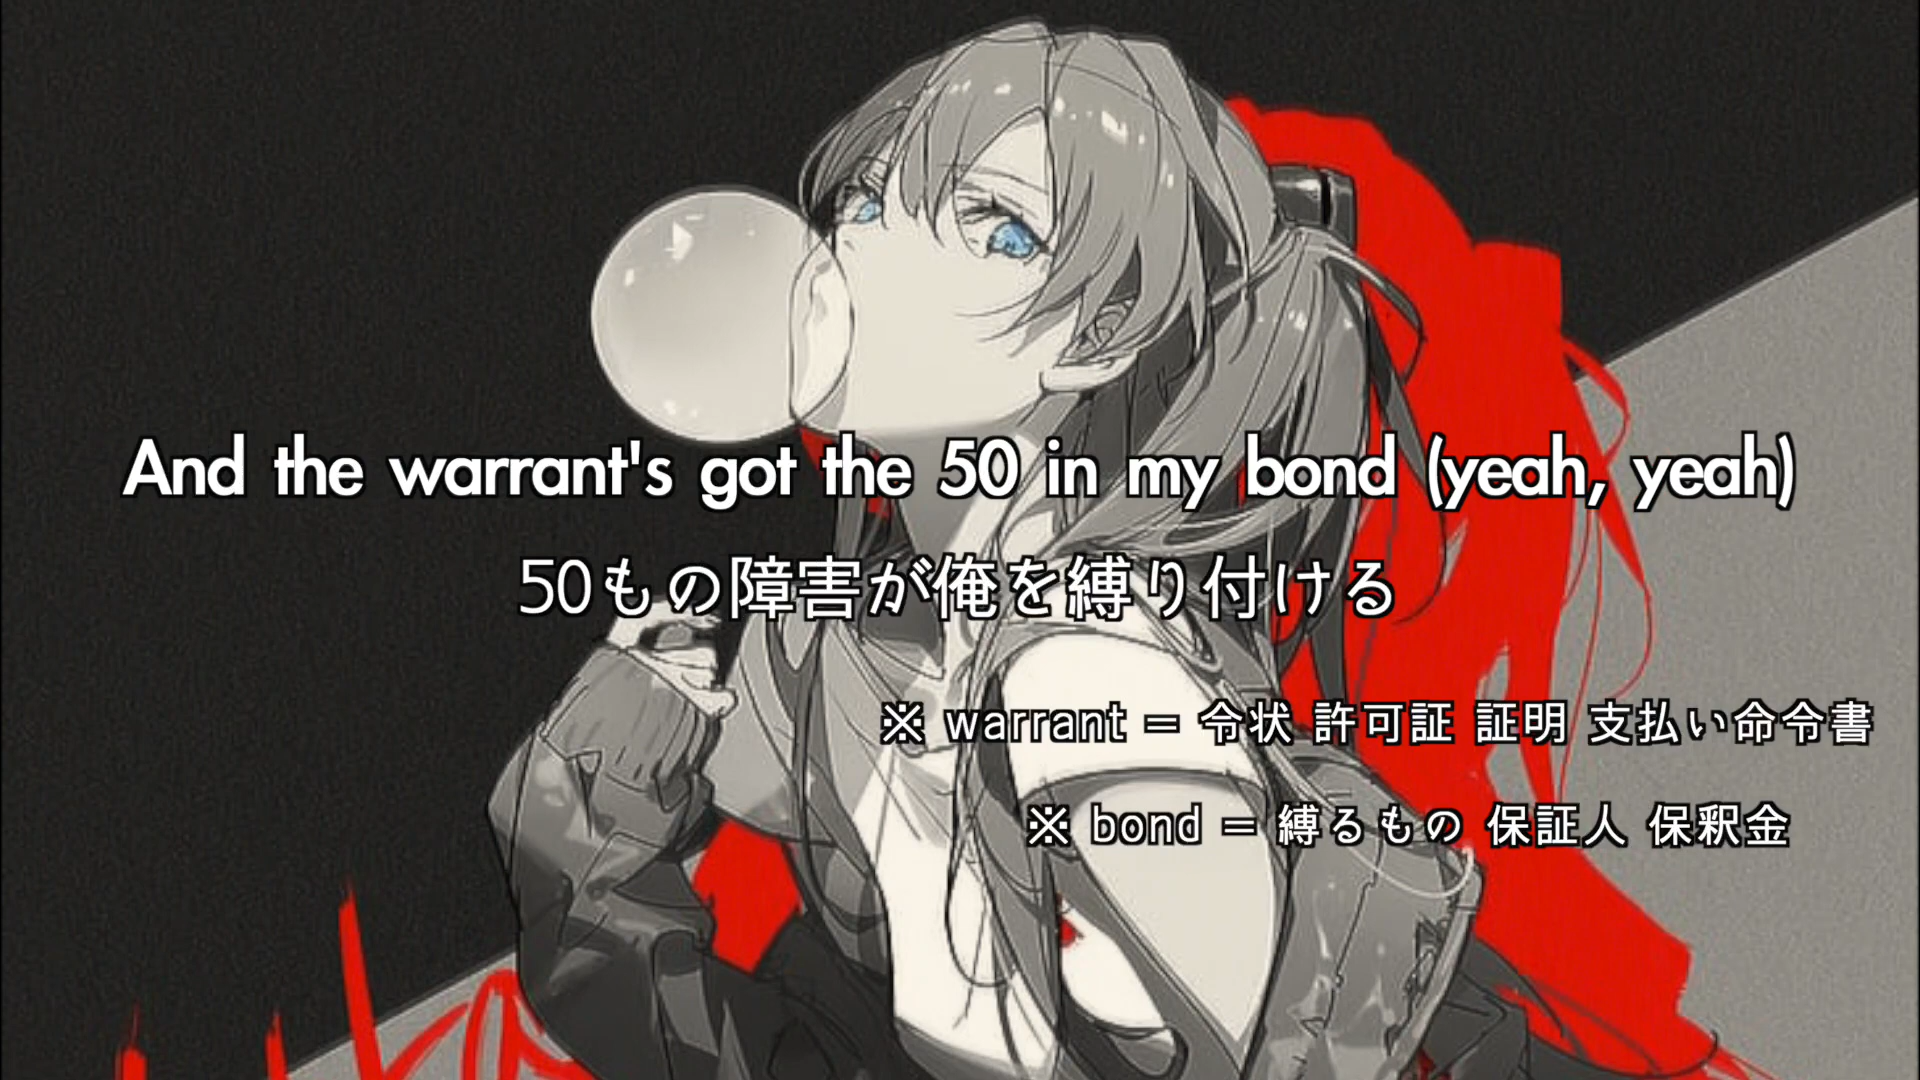 And the warrant's got the 50 in my bond (yeah, yeah)
50もの障害が俺を縛り付ける
※ warrant = 令状 許可証 証明 支払い命令書
※ bond = 縛るもの 保証人 保釈金